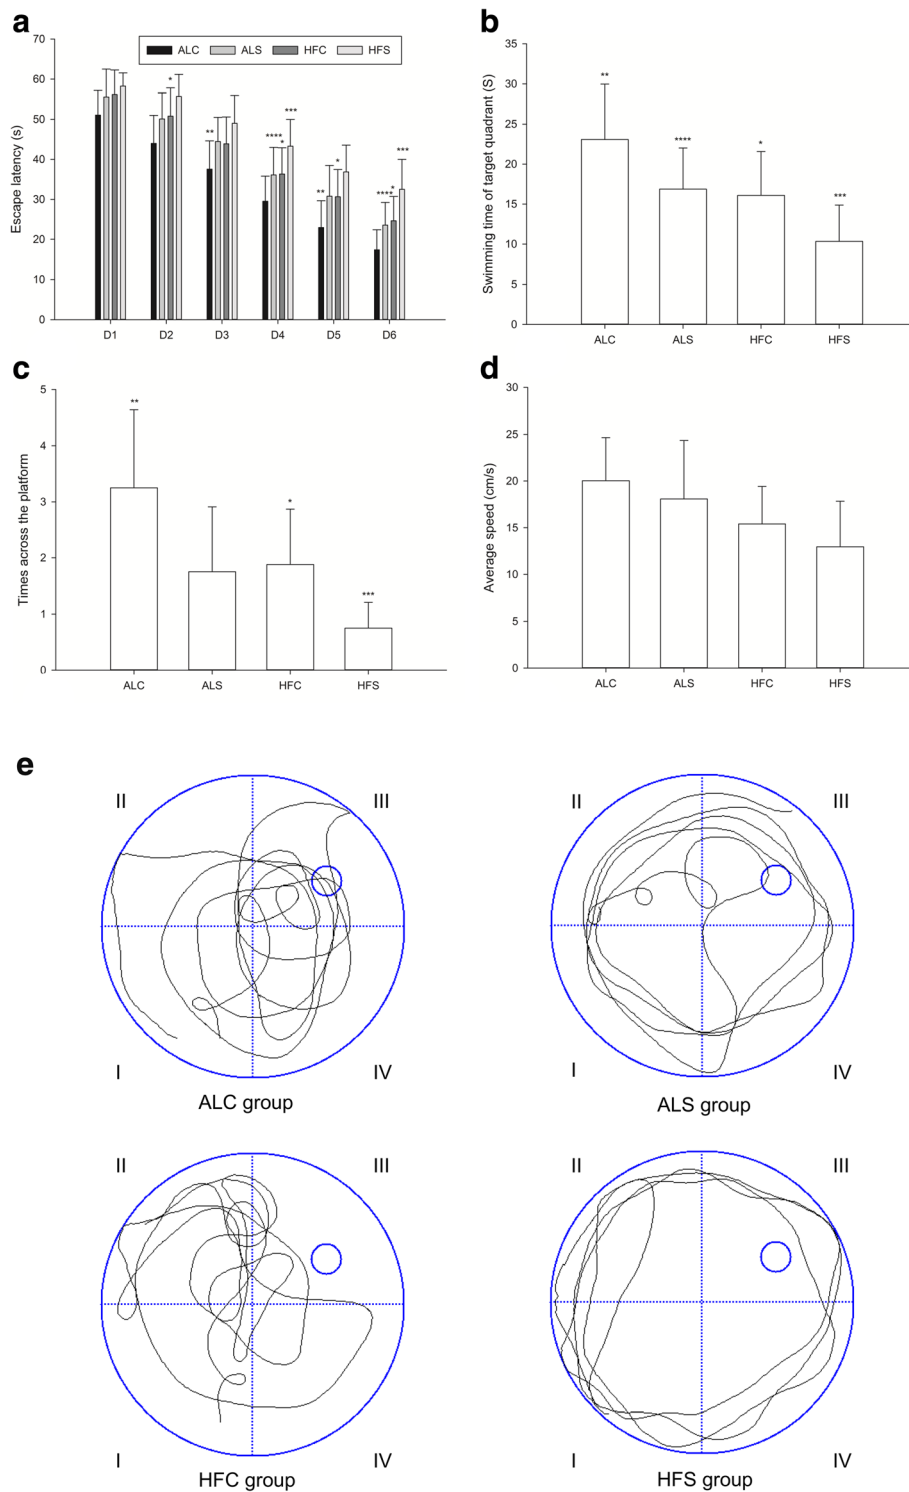 a
ALC ALS HFC HFS
Escape latency (s)
70
60
50
40
30
20
10
0
*
**
****
*
***
**
*
****
*
***
D1 D2 D3 D4 D5 D6
b
Swimming time of target quadrant (S)
35
30
25
20
15
10
5
0
**
****
*
***
ALC ALS HFC HFS
c
Times across the platform
5
4
3
2
1
0
**
*
***
ALC ALS HFC HFS
d
Average speed (cm/s)
30
25
20
15
10
5
0
ALC ALS HFC HFS
e
II III
I IV
ALC group
II III
I IV
ALS group
II III
I IV
HFC group
II III
I IV
HFS group